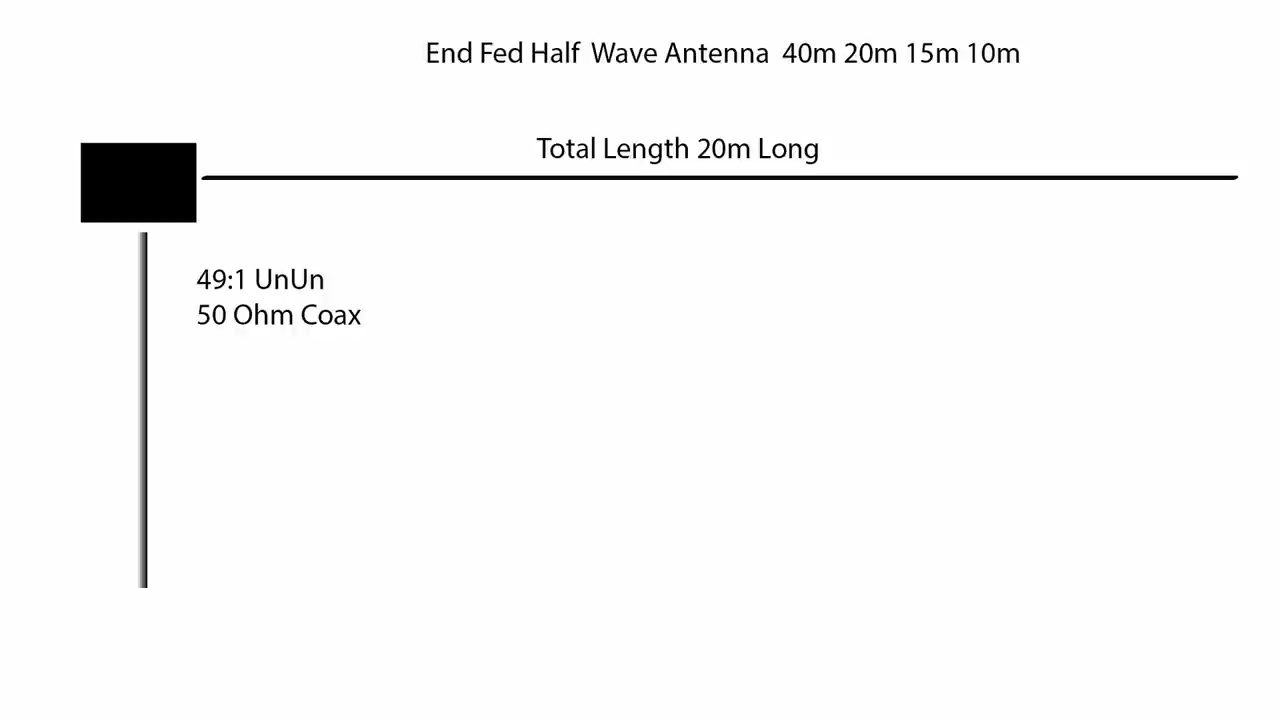 End Fed Half Wave Antenna 40m 20m 15m 10m
Total Length 20m Long
49:1 UnUn
50 Ohm Coax